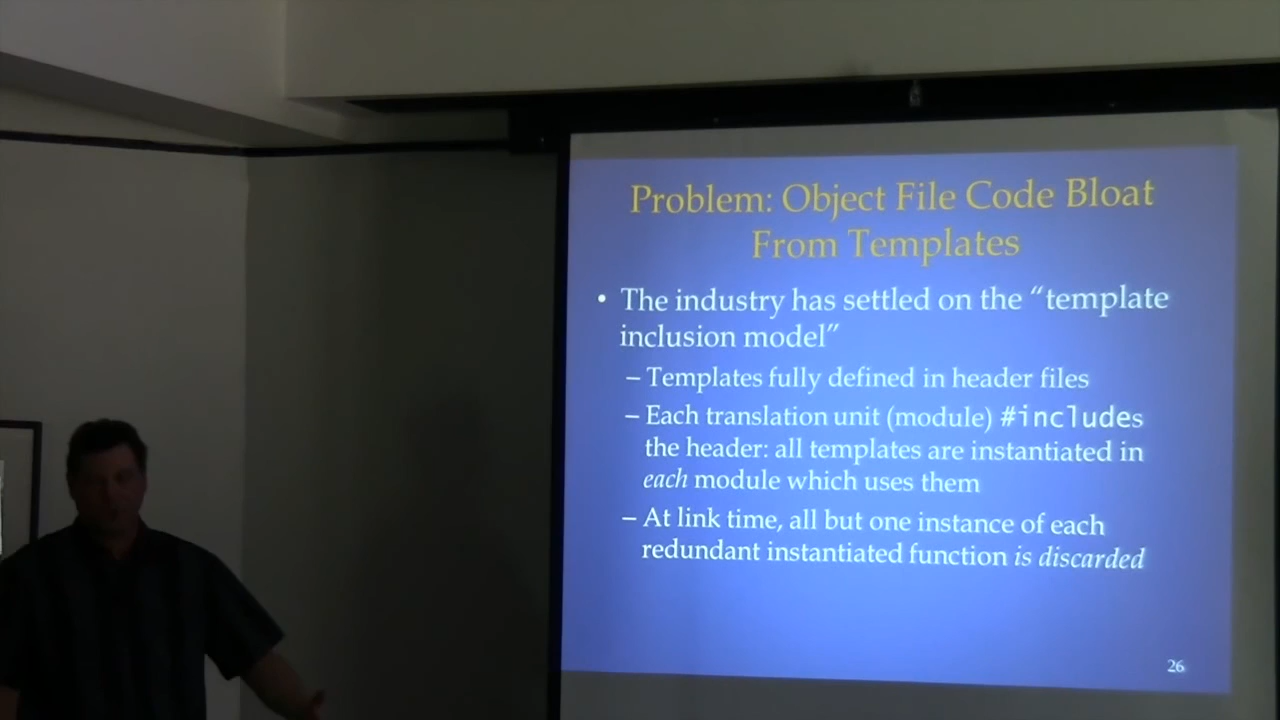 Problem: Object File Code Bloat
From Templates
• The industry has settled on the “template
inclusion model”
– Templates fully defined in header files
– Each translation unit (module) #includes
the header: all templates are instantiated in
each module which uses them
– At link time, all but one instance of each
redundant instantiated function is discarded
26